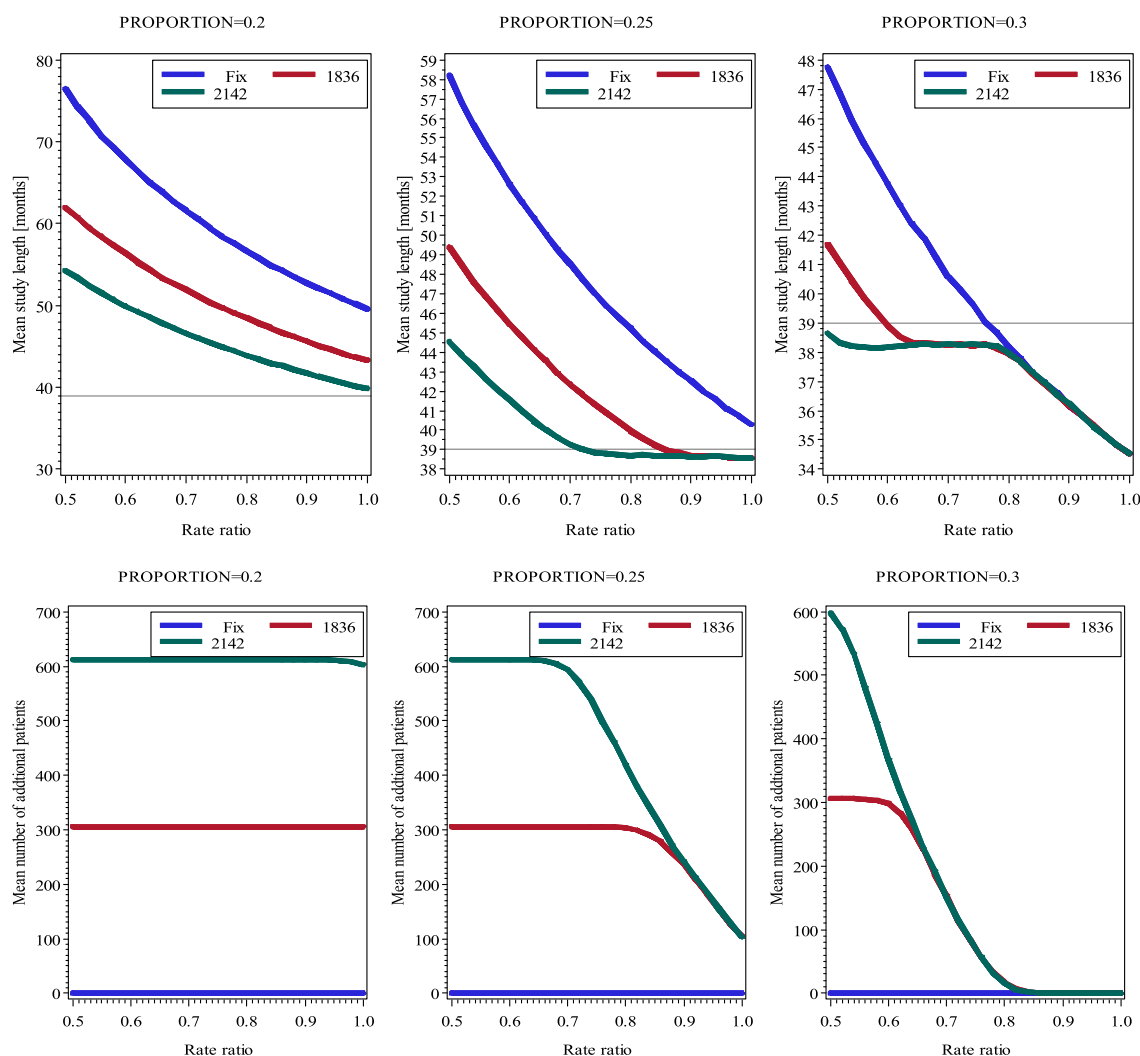 PROPORTION=0.2
PROPORTION=0.25
PROPORTION=0.3
Mean study length [months]
80
70
60
50
40
30
Fix
1836
2142
0.5 0.6 0.7 0.8 0.9 1.0
Rate ratio
Mean study length [months]
59
58
57
56
55
54
53
52
51
50
49
48
46
45
44
43
42
41
40
39
38
Fix
1836
2142
0.5 0.6 0.7 0.8 0.9 1.0
Rate ratio
Mean study length [months]
48
47
46
45
44
43
42
41
40
39
38
37
36
35
34
Fix
1836
2142
0.5 0.6 0.7 0.8 0.9 1.0
Rate ratio
PROPORTION=0.2
PROPORTION=0.25
PROPORTION=0.3
Mean number of addtional patients
700
600
500
400
300
200
100
0
Fix
1836
2142
0.5 0.6 0.7 0.8 0.9 1.0
Rate ratio
Mean number of addtional patients
700
600
500
400
300
200
100
0
Fix
1836
2142
0.5 0.6 0.7 0.8 0.9 1.0
Rate ratio
Mean number of addtional patients
600
500
400
300
200
100
0
Fix
1836
2142
0.5 0.6 0.7 0.8 0.9 1.0
Rate ratio